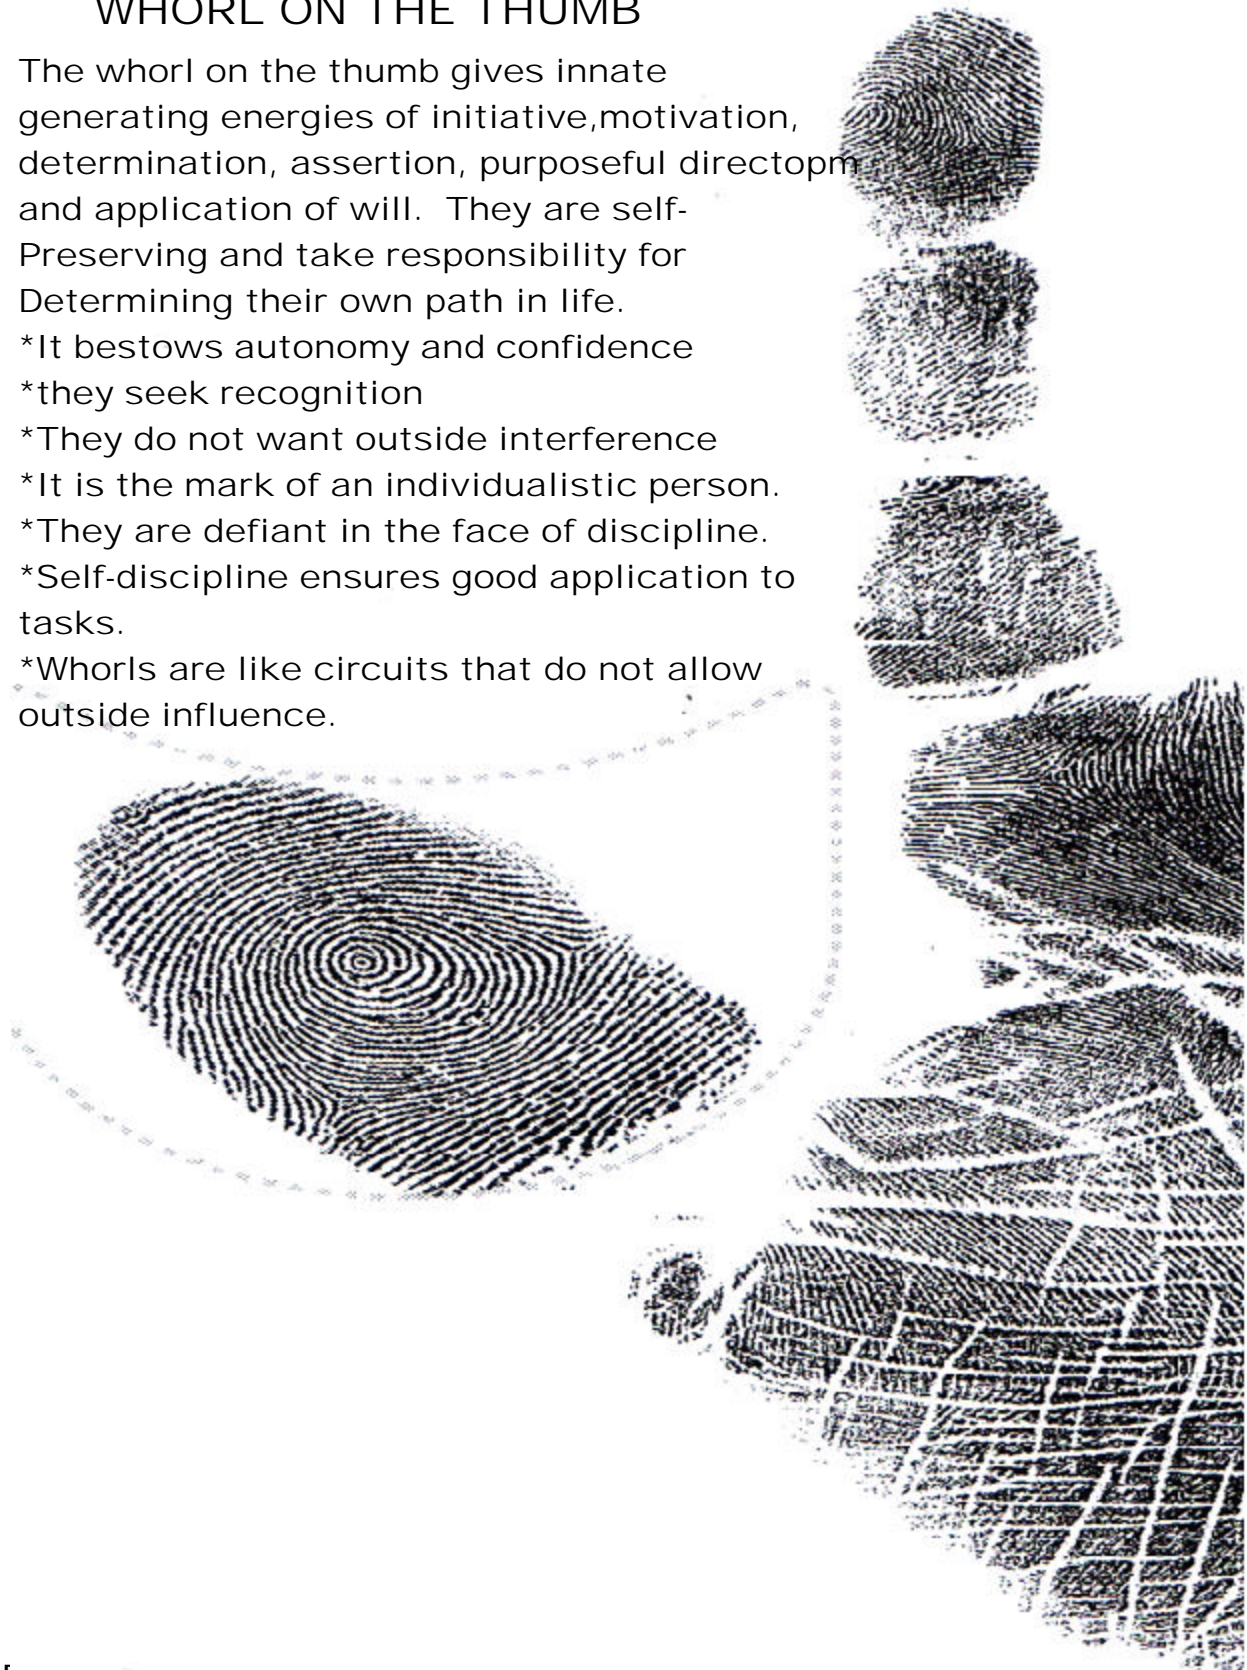 WHORL ON THE THUMB
The whorl on the thumb gives innate
generating energies of initiative,motivation,
determination, assertion, purposeful directopm
and application of will.  They are self-
Preserving and take responsibility for
Determining their own path in life.
*It bestows autonomy and confidence
*they seek recognition
*They do not want outside interference
*It is the mark of an individualistic person.
*They are defiant in the face of discipline.
*Self-discipline ensures good application to
tasks.
*Whorls are like circuits that do not allow
outside influence.